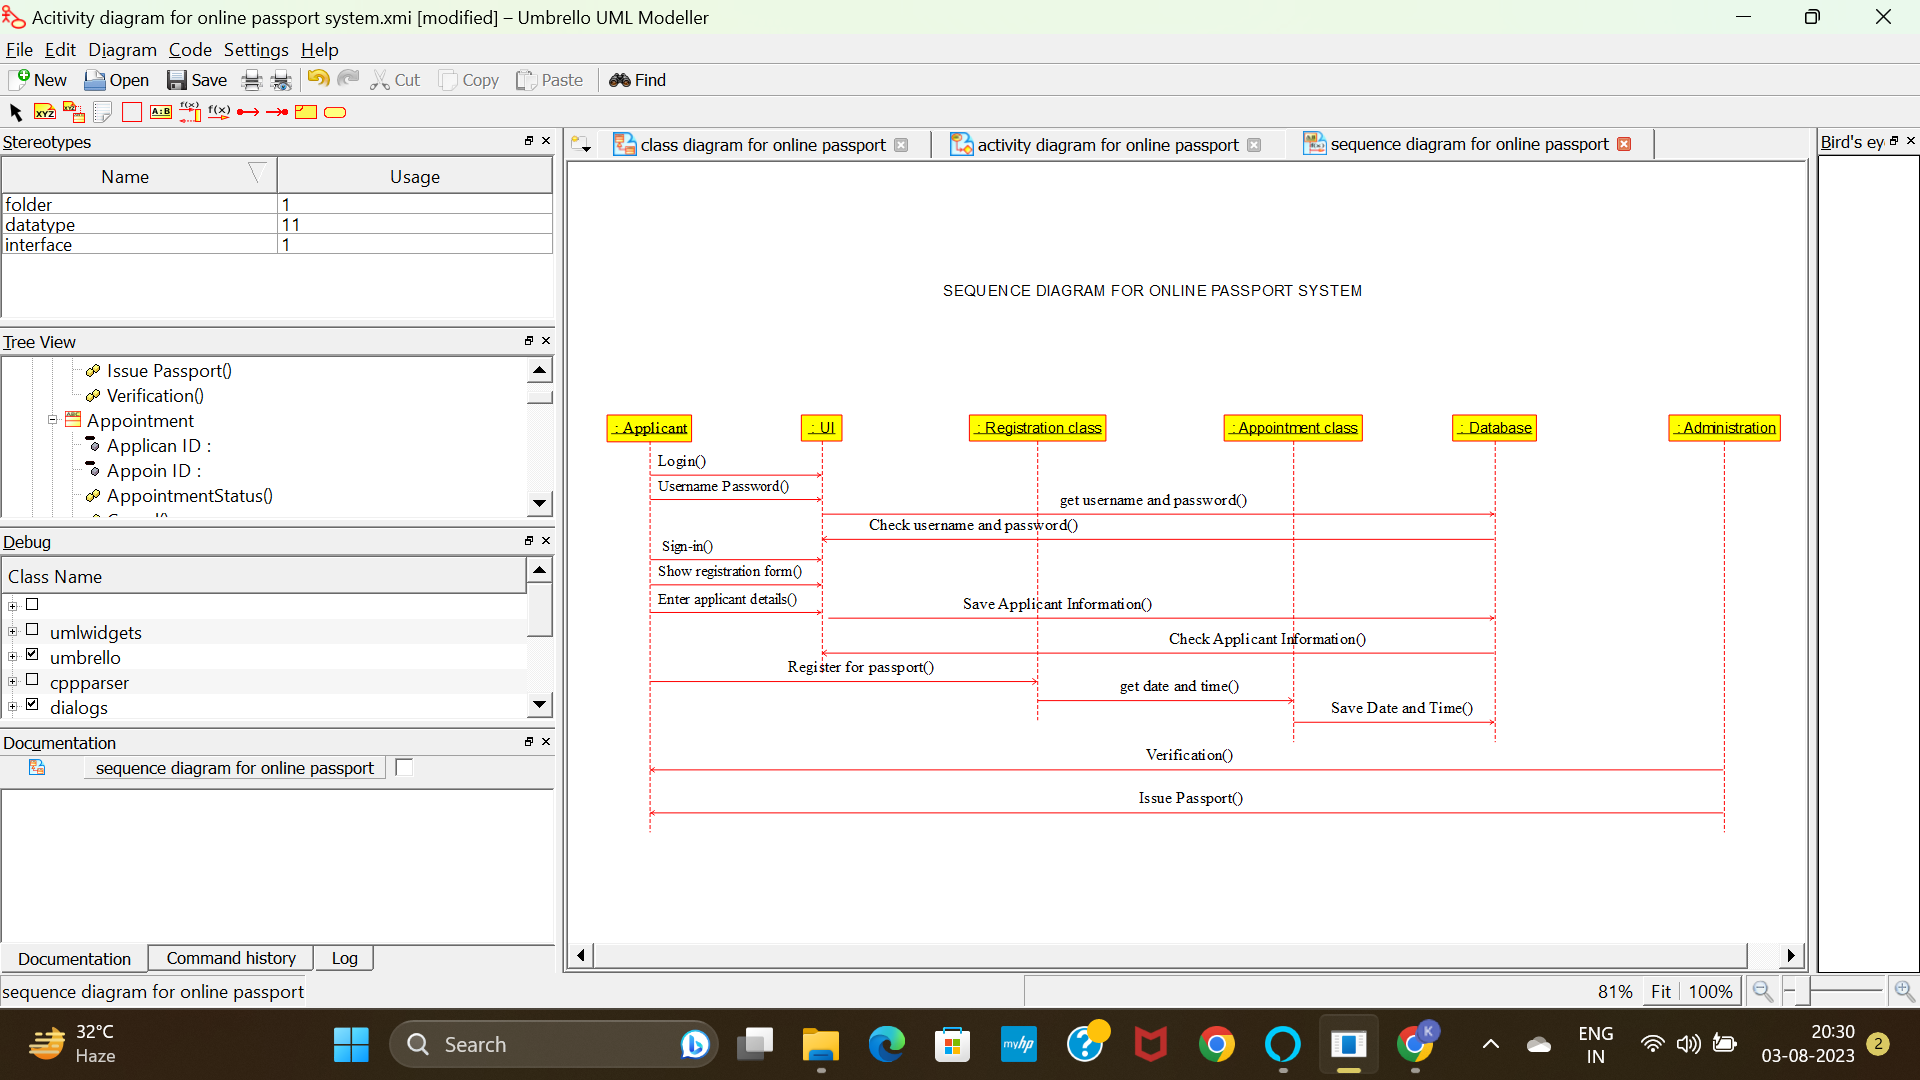 Acitivity diagram for online passport system.xmi [modified] – Umbrello UML Modeller
File Edit Diagram Code Settings Help
New Open Save Cut Copy Paste Find
XYZ XYZ A:B f(x) f(x)
Stereotypes
Name Usage
folder 1
datatype 11
interface 1
Tree View
Issue Passport()
Verification()
Appointment
Applican ID :
Appoin ID :
AppointmentStatus()
Debug
Class Name
umlwidgets
umbrello
cppparser
dialogs
Documentation
sequence diagram for online passport
Documentation Command history Log
sequence diagram for online passport
class diagram for online passport
activity diagram for online passport
sequence diagram for online passport
Bird's ey
SEQUENCE DIAGRAM FOR ONLINE PASSPORT SYSTEM
: Applicant
: UI
: Registration class
: Appointment class
: Database
: Administration
Login()
Username Password()
get username and password()
Check username and password()
Sign-in()
Show registration form()
Enter applicant details()
Save Applicant Information()
Check Applicant Information()
Register for passport()
get date and time()
Save Date and Time()
Verification()
Issue Passport()
81% Fit 100%
32°C
Haze
Search
myhp
K
ENG
IN
20:30
03-08-2023
2